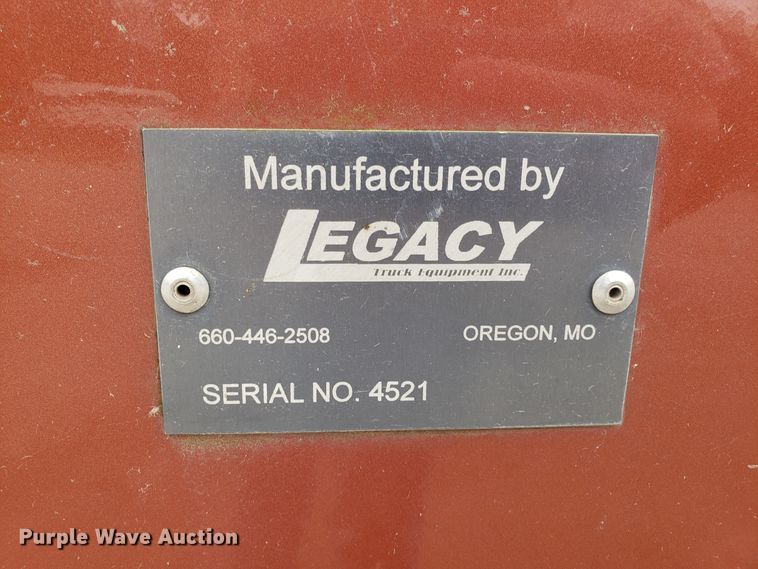 Manufactured by
LEGACY
Truck Equipment Inc.
660-446-2508 OREGON, MO
SERIAL NO. 4521
Purple Wave Auction